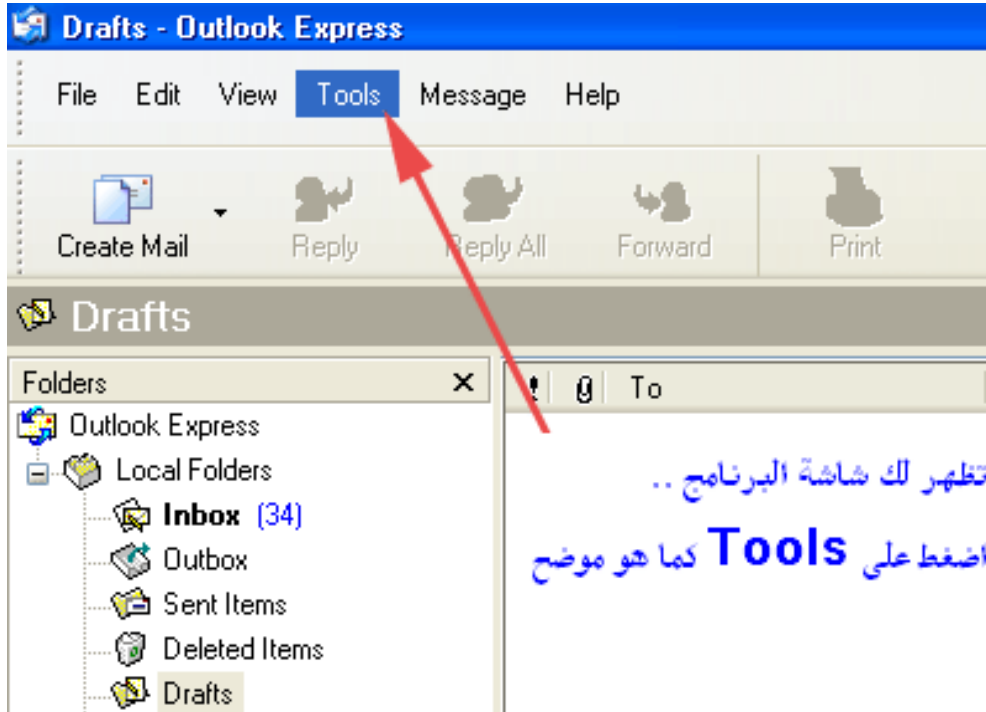 Drafts - Outlook Express
File Edit View Tools Message Help
Create Mail Reply Reply All Forward Print
Drafts
Folders
! To
Outlook Express
Local Folders
Inbox (34)
Outbox
Sent Items
Deleted Items
Drafts
تظهر لك شاشة البرنامج ..
اضغط على Tools كما هو موضح